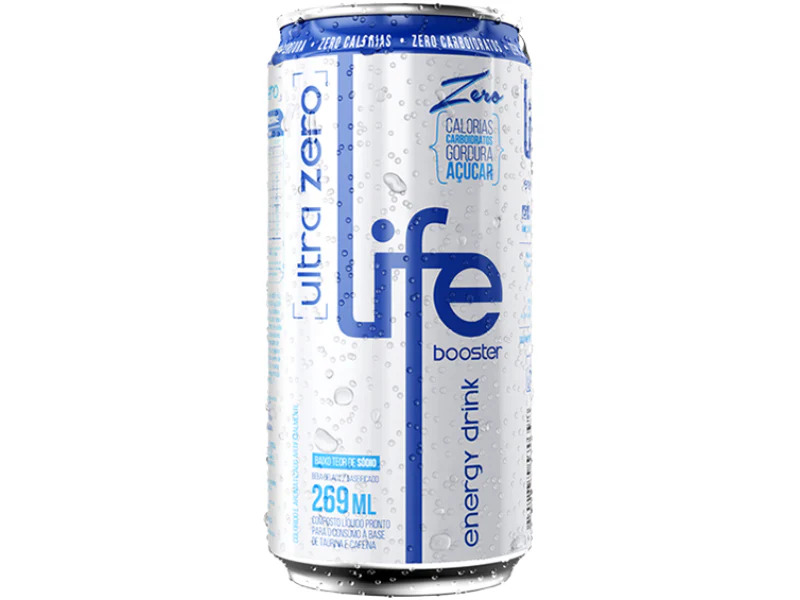 • ZERO CALORIAS • ZERO CARBOIDRATOS •
[ultra zero]
Zero
CALORIAS
CARBOIDRATOS
GORDURA
AÇÚCAR
life
booster
energy drink
BAIXO TEOR DE SÓDIO
269 ML
COMPOSTO LÍQUIDO PRONTO
PARA O CONSUMO À BASE
DE TAURINA E CAFEÍNA